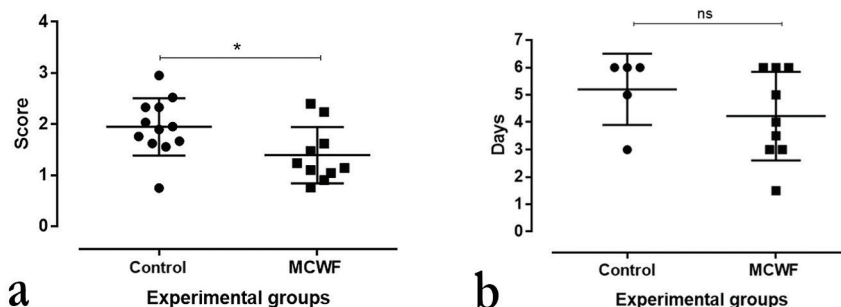 4
3
2
1
0
Score
*
Control MCWF
Experimental groups
a
7
6
5
4
3
2
1
0
Days
ns
Control MCWF
Experimental groups
b